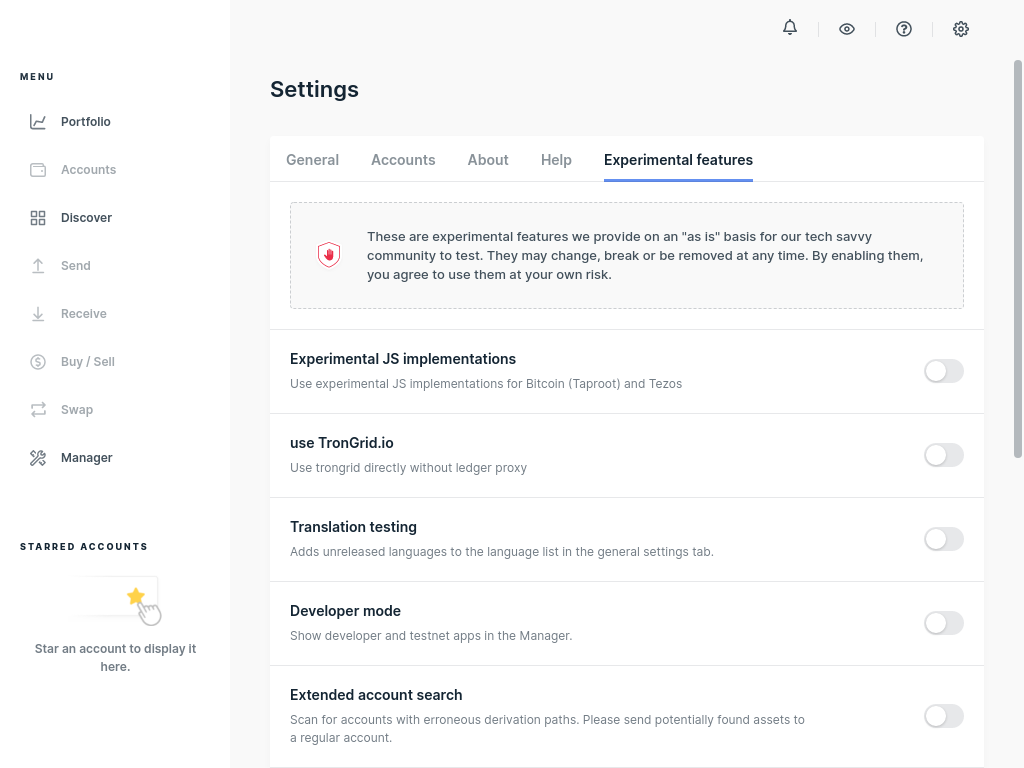 MENU
Portfolio
Accounts
Discover
Send
Receive
Buy / Sell
Swap
Manager
STARRED ACCOUNTS
Star an account to display it
here.
Settings
General
Accounts
About
Help
Experimental features
These are experimental features we provide on an "as is" basis for our tech savvy
community to test. They may change, break or be removed at any time. By enabling them,
you agree to use them at your own risk.
Experimental JS implementations
Use experimental JS implementations for Bitcoin (Taproot) and Tezos
use TronGrid.io
Use trongrid directly without ledger proxy
Translation testing
Adds unreleased languages to the language list in the general settings tab.
Developer mode
Show developer and testnet apps in the Manager.
Extended account search
Scan for accounts with erroneous derivation paths. Please send potentially found assets to
a regular account.